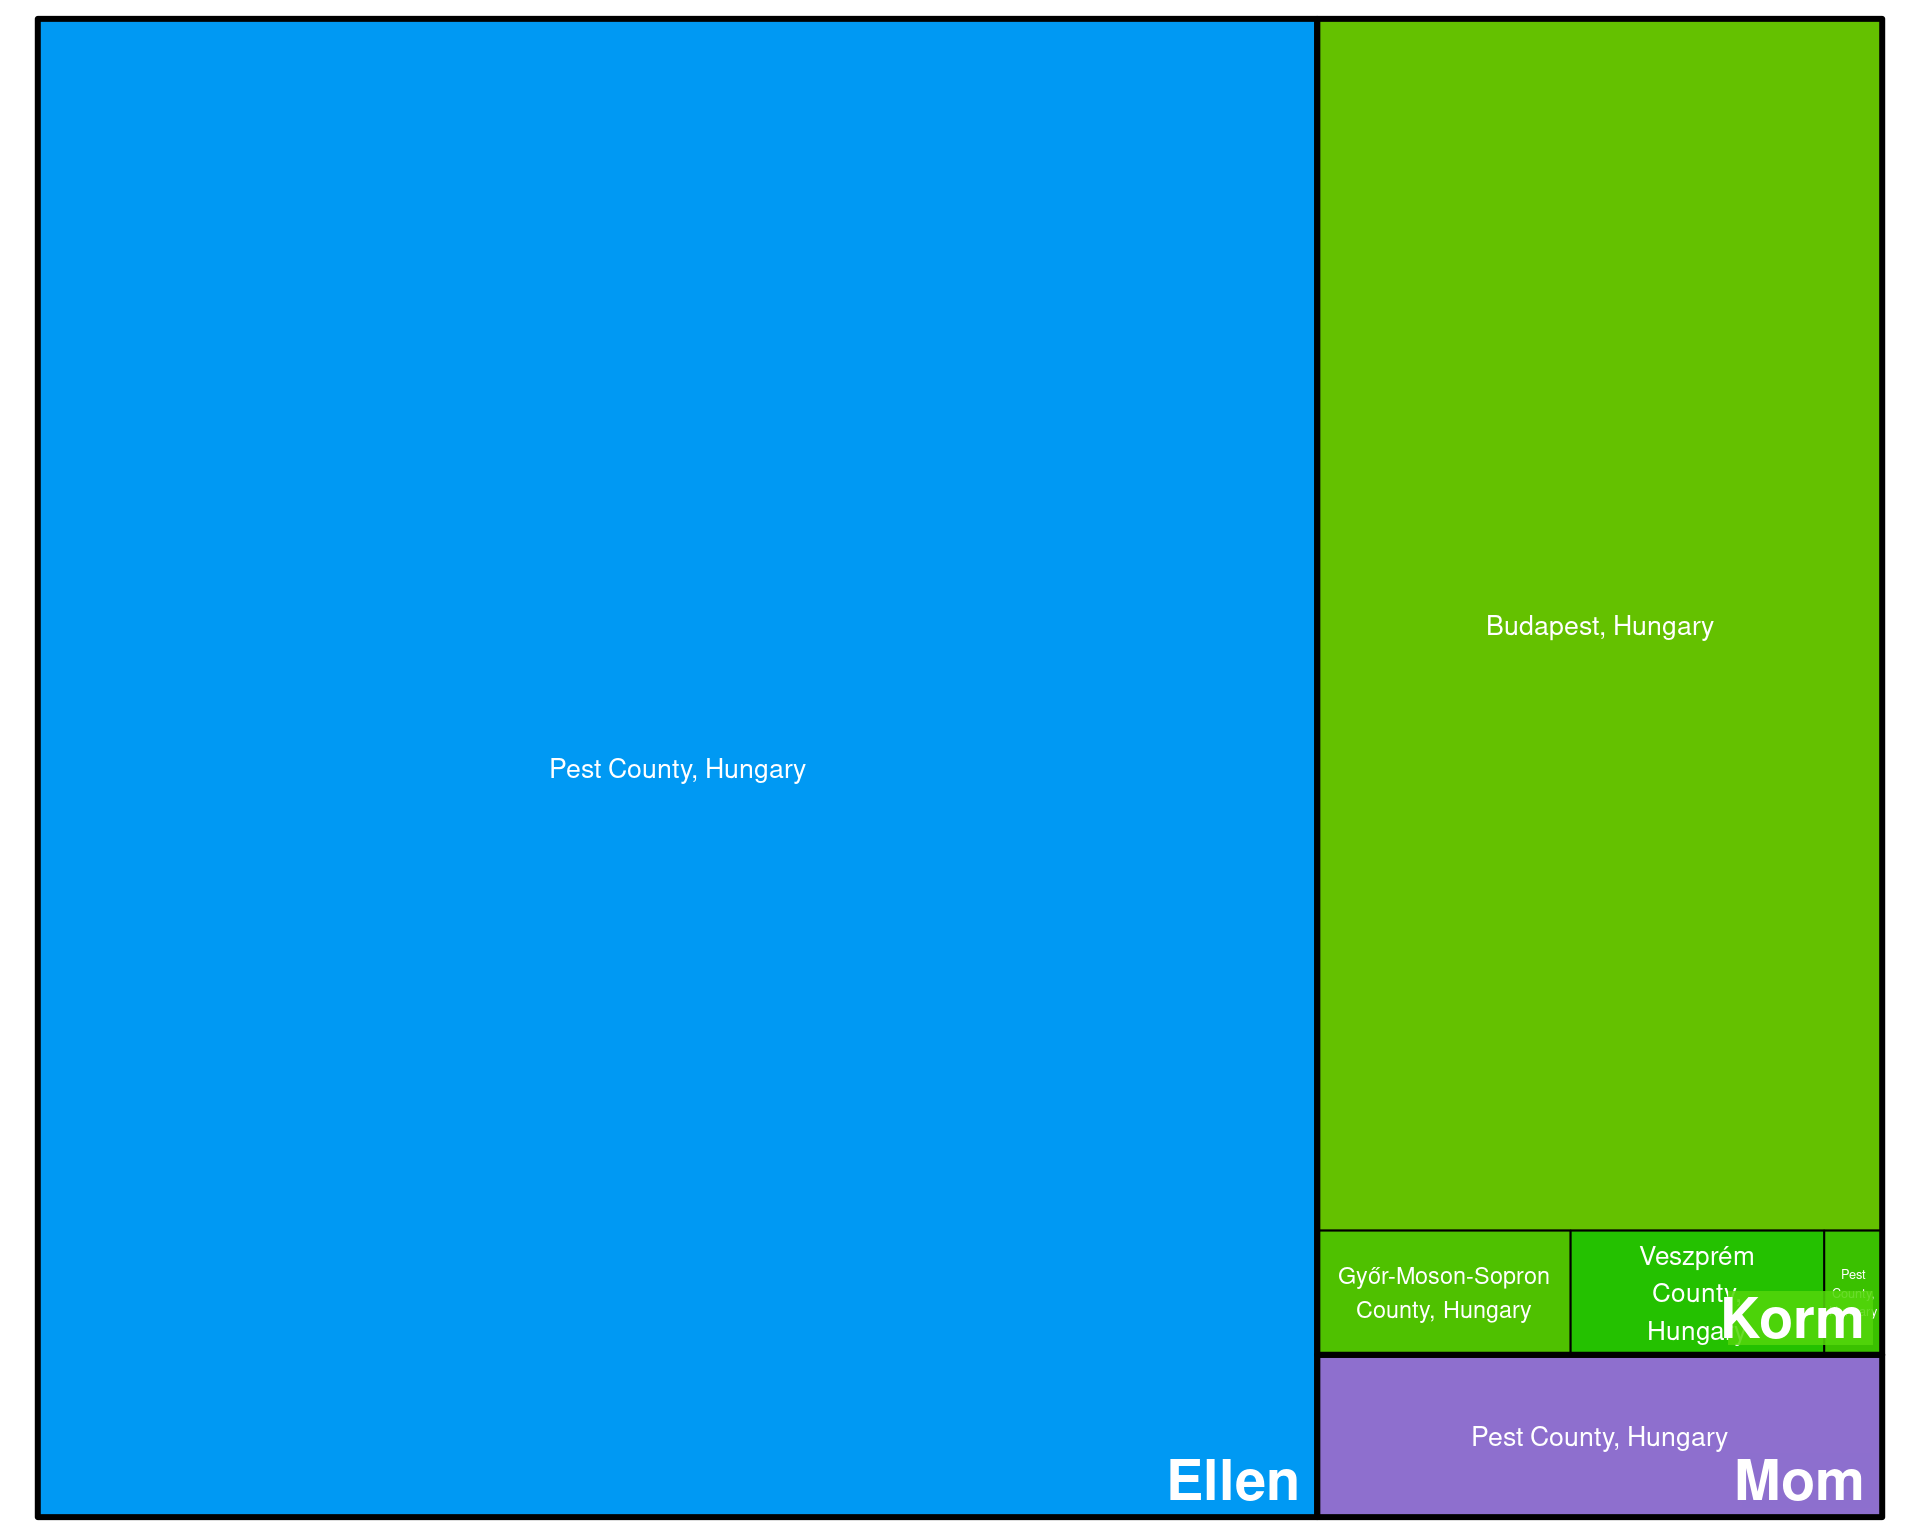 Budapest, Hungary
Pest County, Hungary
Győr-Moson-Sopron
County, Hungary
Veszprém
County,
Hungary
Pest
County,
Korm
Pest County, Hungary
Ellen
Mom